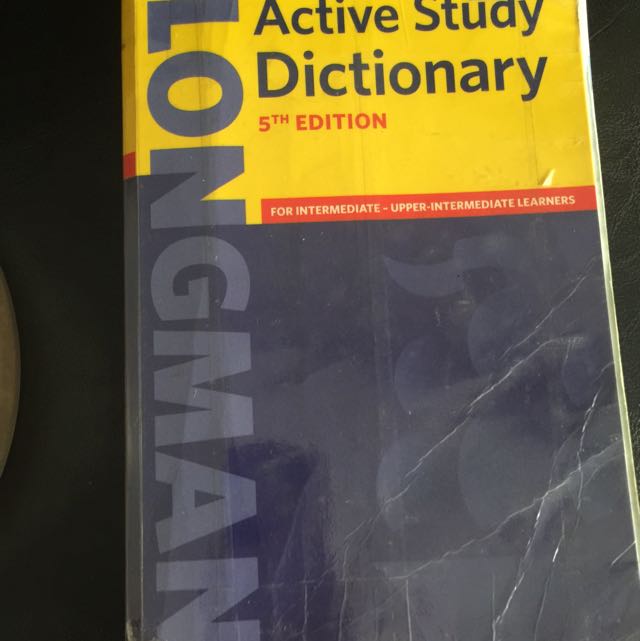 LONGMAN
Active Study
Dictionary
5TH EDITION
FOR INTERMEDIATE – UPPER-INTERMEDIATE LEARNERS